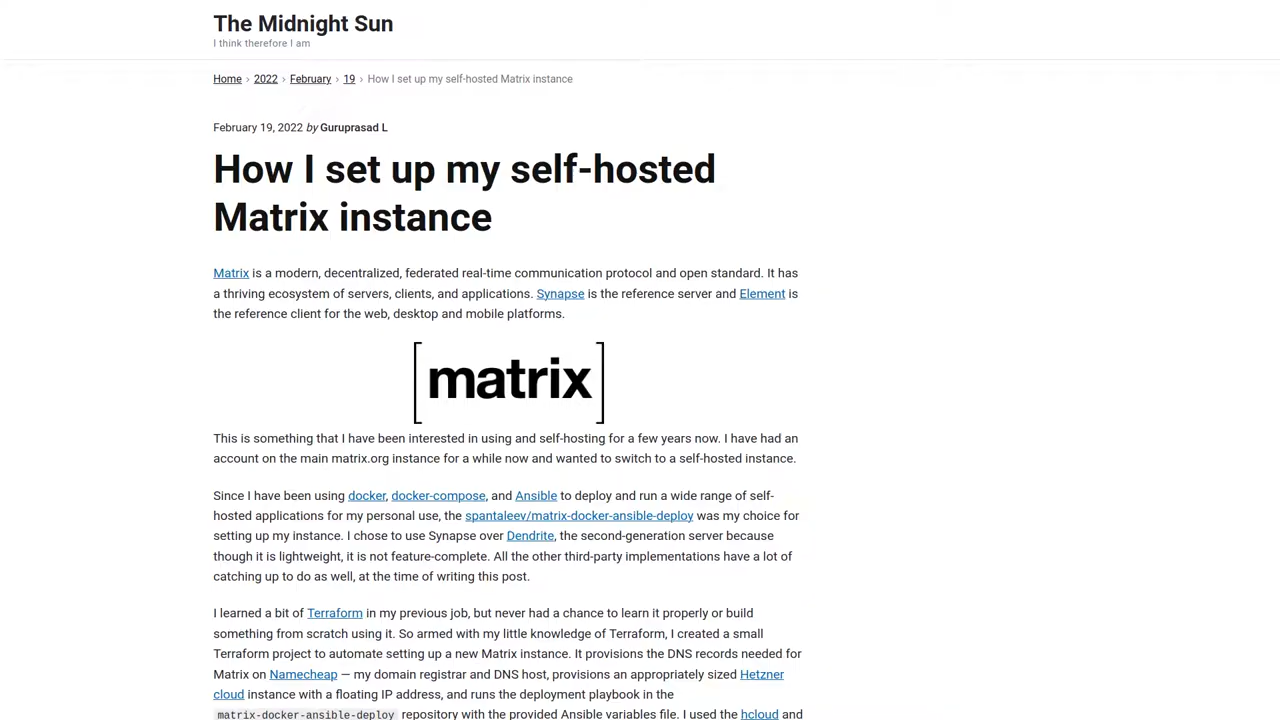 The Midnight Sun
I think therefore I am
Home › 2022 › February › 19 › How I set up my self-hosted Matrix instance
February 19, 2022 by Guruprasad L
How I set up my self-hosted
Matrix instance
Matrix is a modern, decentralized, federated real-time communication protocol and open standard. It has
a thriving ecosystem of servers, clients, and applications. Synapse is the reference server and Element is
the reference client for the web, desktop and mobile platforms.
[matrix]
This is something that I have been interested in using and self-hosting for a few years now. I have had an
account on the main matrix.org instance for a while now and wanted to switch to a self-hosted instance.
Since I have been using docker, docker-compose, and Ansible to deploy and run a wide range of self-
hosted applications for my personal use, the spantaleev/matrix-docker-ansible-deploy was my choice for
setting up my instance. I chose to use Synapse over Dendrite, the second-generation server because
though it is lightweight, it is not feature-complete. All the other third-party implementations have a lot of
catching up to do as well, at the time of writing this post.
I learned a bit of Terraform in my previous job, but never had a chance to learn it properly or build
something from scratch using it. So armed with my little knowledge of Terraform, I created a small
Terraform project to automate setting up a new Matrix instance. It provisions the DNS records needed for
Matrix on Namecheap — my domain registrar and DNS host, provisions an appropriately sized Hetzner
cloud instance with a floating IP address, and runs the deployment playbook in the
matrix-docker-ansible-deploy repository with the provided Ansible variables file. I used the hcloud and